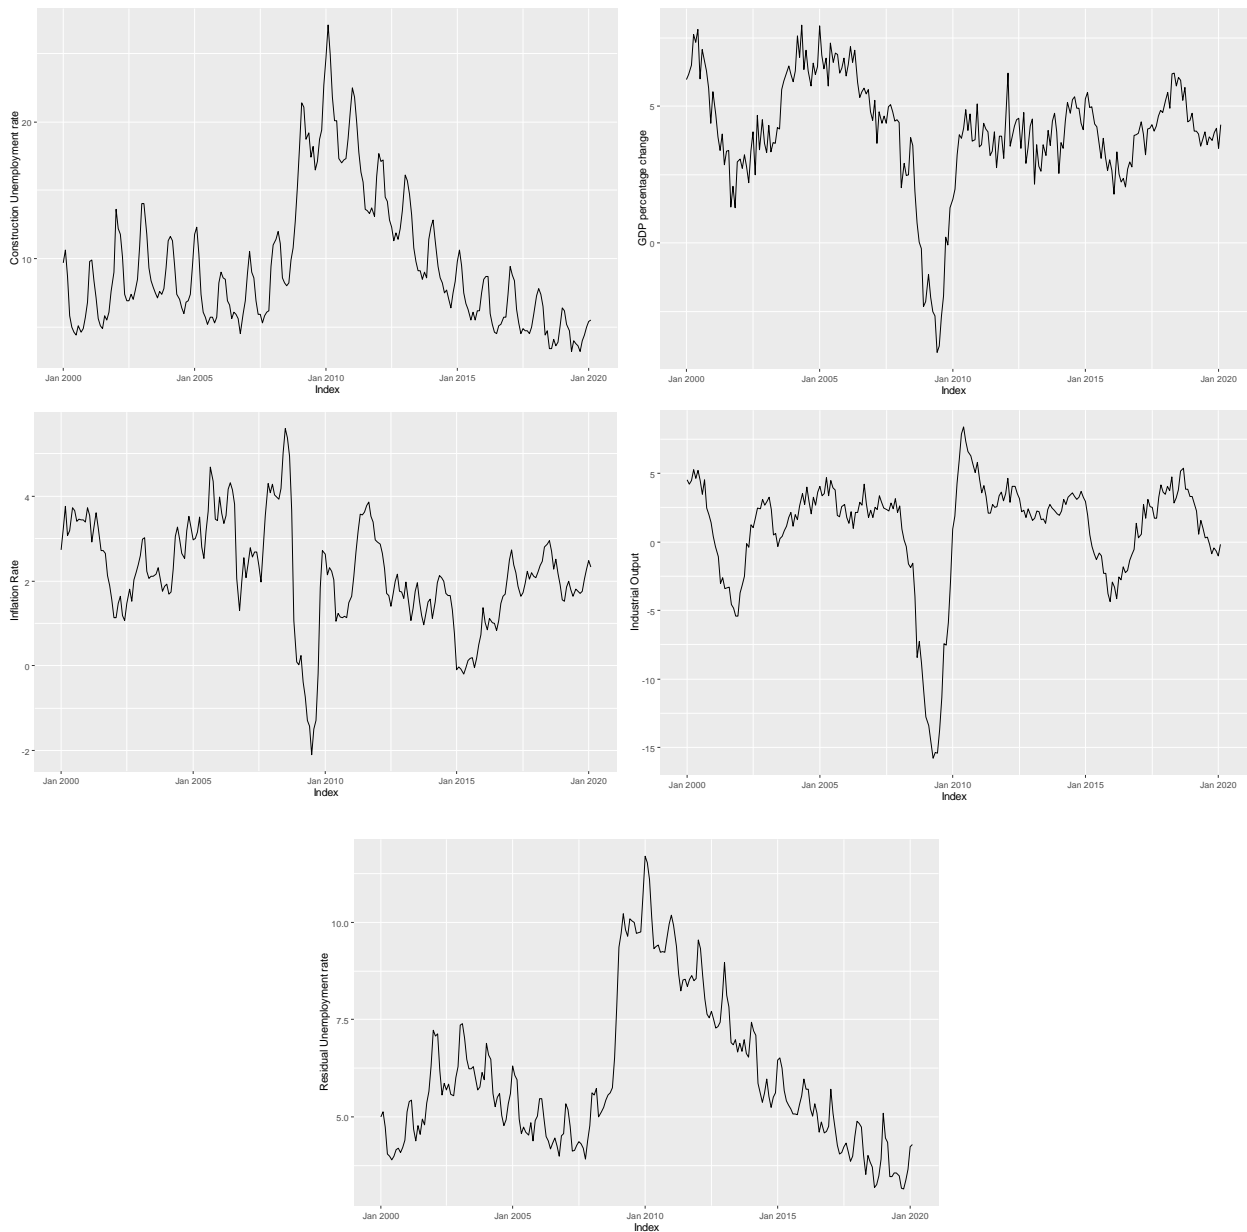 Construction Unemployment rate
20
10
Jan 2000
Jan 2005
Jan 2010
Jan 2015
Jan 2020
Index
GDP percentage change
5
0
Jan 2000
Jan 2005
Jan 2010
Jan 2015
Jan 2020
Index
Inflation Rate
4
2
0
-2
Jan 2000
Jan 2005
Jan 2010
Jan 2015
Jan 2020
Index
Industrial Output
5
0
-5
-10
-15
Jan 2000
Jan 2005
Jan 2010
Jan 2015
Jan 2020
Index
Residual Unemployment rate
10.0
7.5
5.0
Jan 2000
Jan 2005
Jan 2010
Jan 2015
Jan 2020
Index